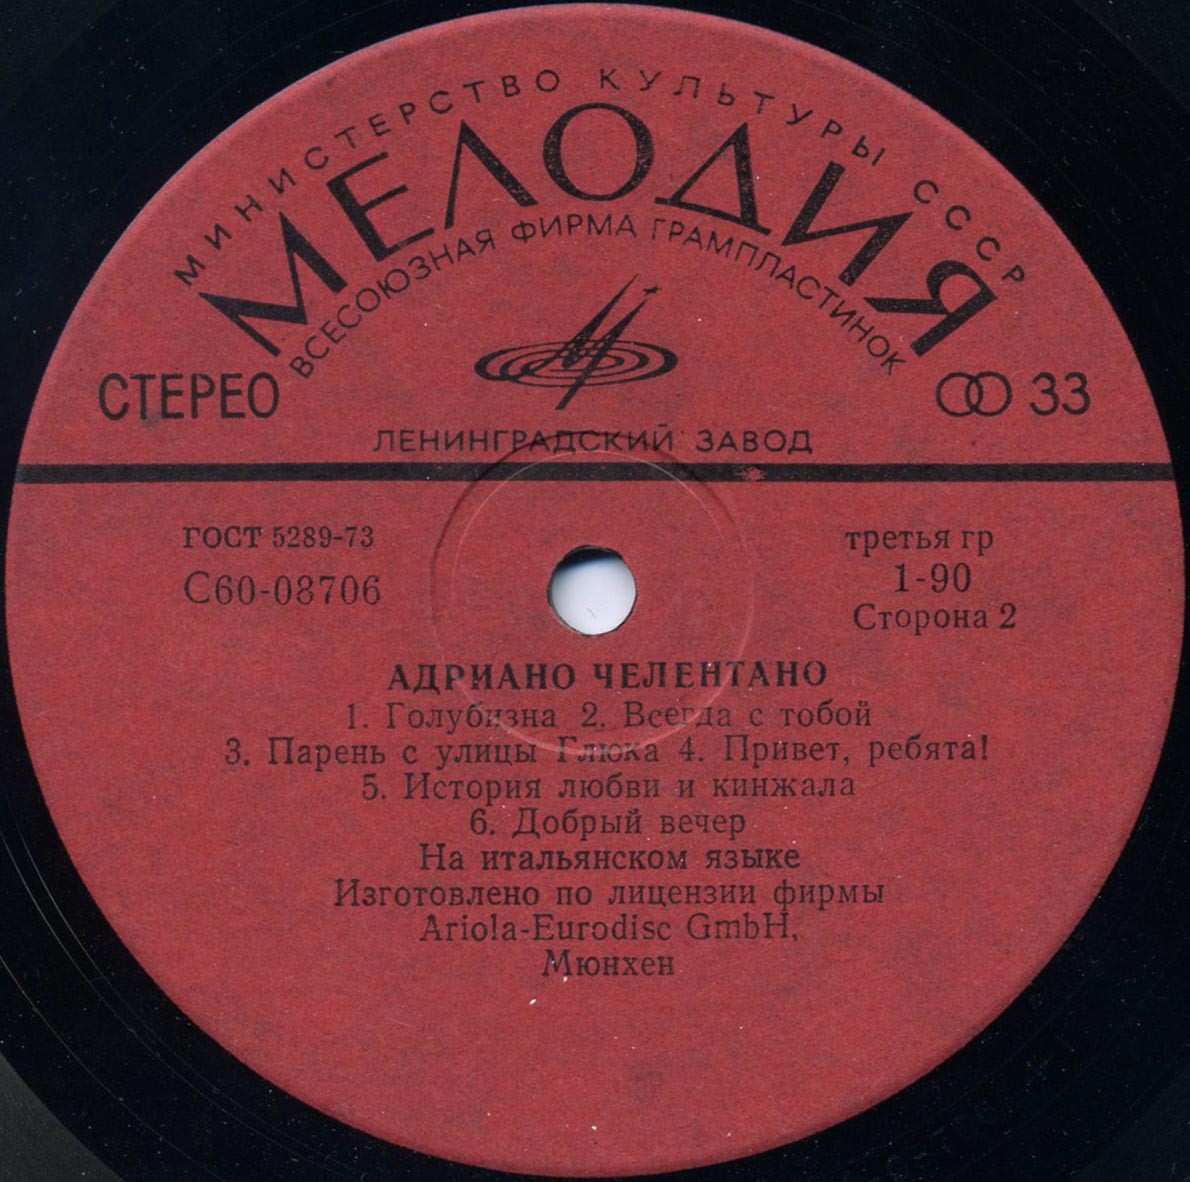 МИНИСТЕРСТВО КУЛЬТУРЫ СССР
МЕЛОДИЯ
ВСЕСОЮЗНАЯ ФИРМА ГРАМПЛАСТИНОК
СТЕРЕО
33
ЛЕНИНГРАДСКИЙ ЗАВОД
ГОСТ 5289-73
С60-08706
третья гр
1-90
Сторона 2
АДРИАНО ЧЕЛЕНТАНО
1. Голубизна 2. Всегда с тобой
3. Парень с улицы Глюка 4. Привет, ребята!
5. История любви и кинжала
6. Добрый вечер
На итальянском языке
Изготовлено по лицензии фирмы
Ariola-Eurodisc GmbH,
Мюнхен